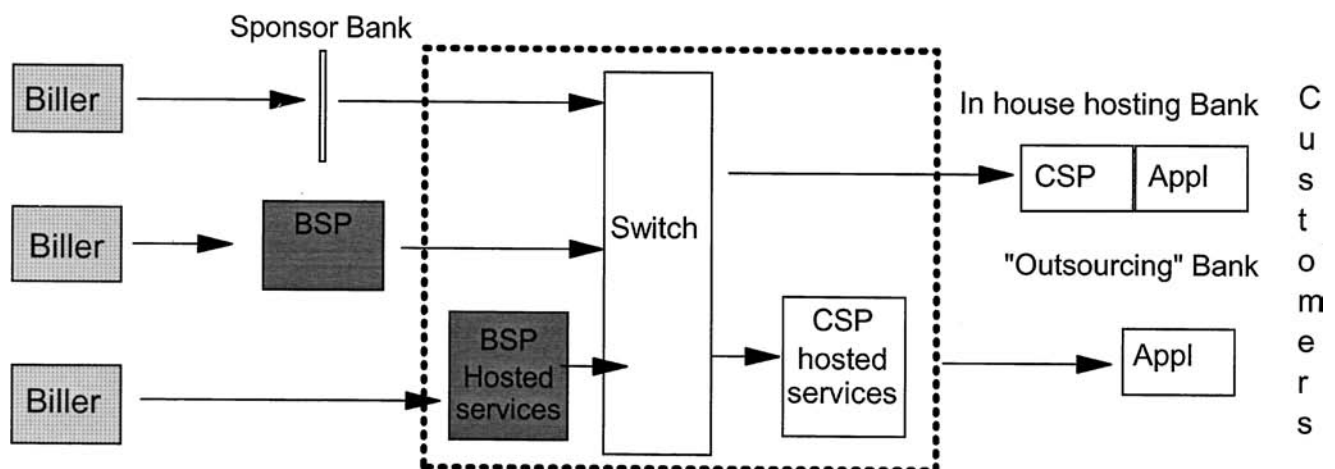 Sponsor Bank
Biller
In house hosting Bank
CSP
Appl
Biller
BSP
Switch
"Outsourcing" Bank
BSP
Hosted
services
CSP
hosted
services
Appl
Biller
Customers